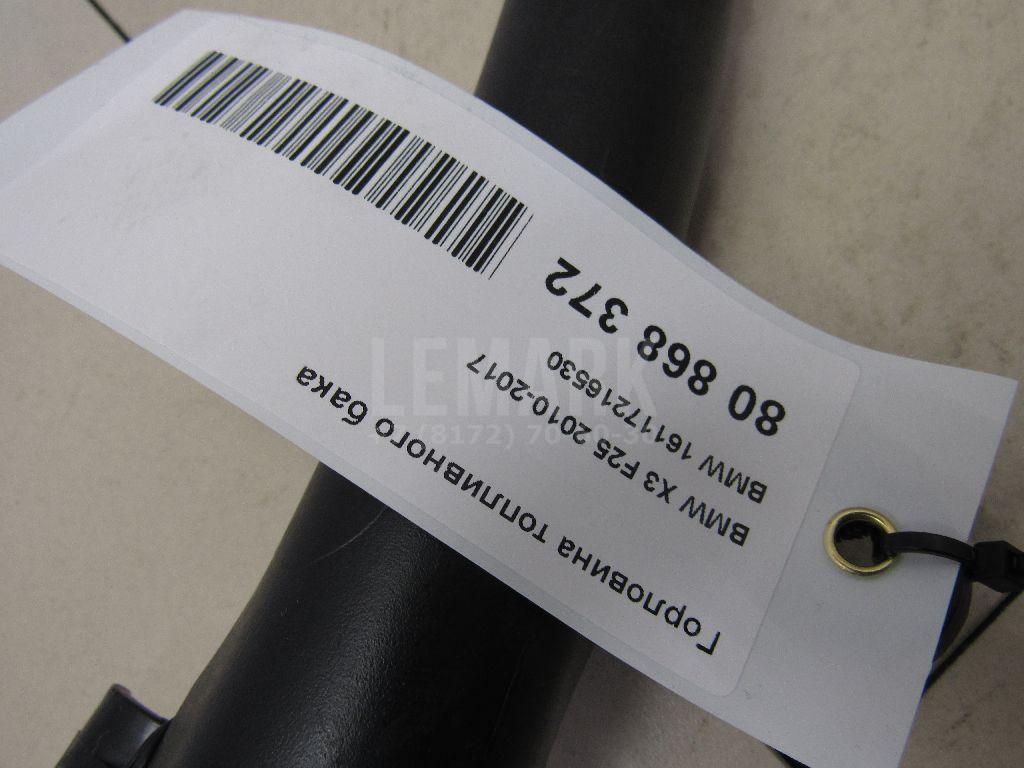 Горловина топливного бака
BMW X3 F25 2010-2017
BMW 16117216530
80 868 372
LEMARK